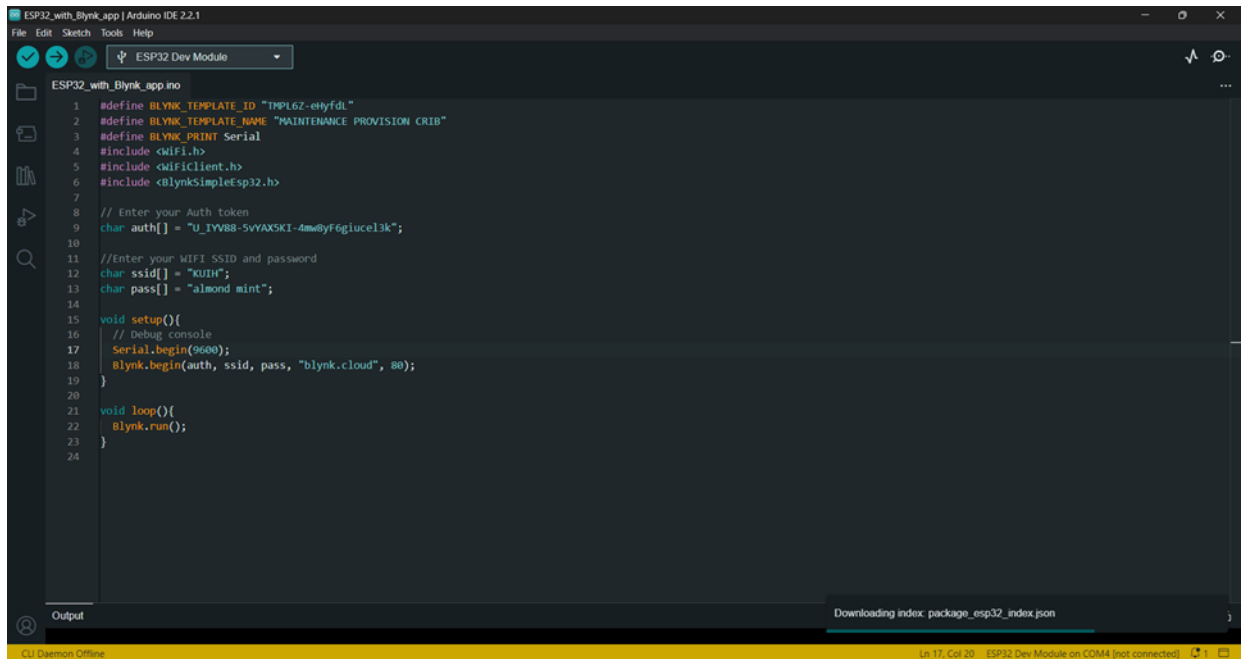 ESP32_with_Blynk_app | Arduino IDE 2.2.1
File Edit Sketch Tools Help
ESP32 Dev Module
ESP32_with_Blynk_app.ino
1 #define BLYNK_TEMPLATE_ID "TMPL6Z-eHyfdL"
2 #define BLYNK_TEMPLATE_NAME "MAINTENANCE PROVISION CRIB"
3 #define BLYNK_PRINT Serial
4 #include <WiFi.h>
5 #include <WiFiClient.h>
6 #include <BlynkSimpleEsp32.h>
7
8 // Enter your Auth token
9 char auth[] = "U_IYV88-5vYAX5KI-4mw8yF6giucel3k";
10
11 //Enter your WIFI SSID and password
12 char ssid[] = "KUIH";
13 char pass[] = "almond mint";
14
15 void setup(){
16 // Debug console
17 Serial.begin(9600);
18 Blynk.begin(auth, ssid, pass, "blynk.cloud", 80);
19 }
20
21 void loop(){
22 Blynk.run();
23 }
24
Output
Downloading index: package_esp32_index.json
CLI Daemon Offline
Ln 17, Col 20 ESP32 Dev Module on COM4 [not connected] 1